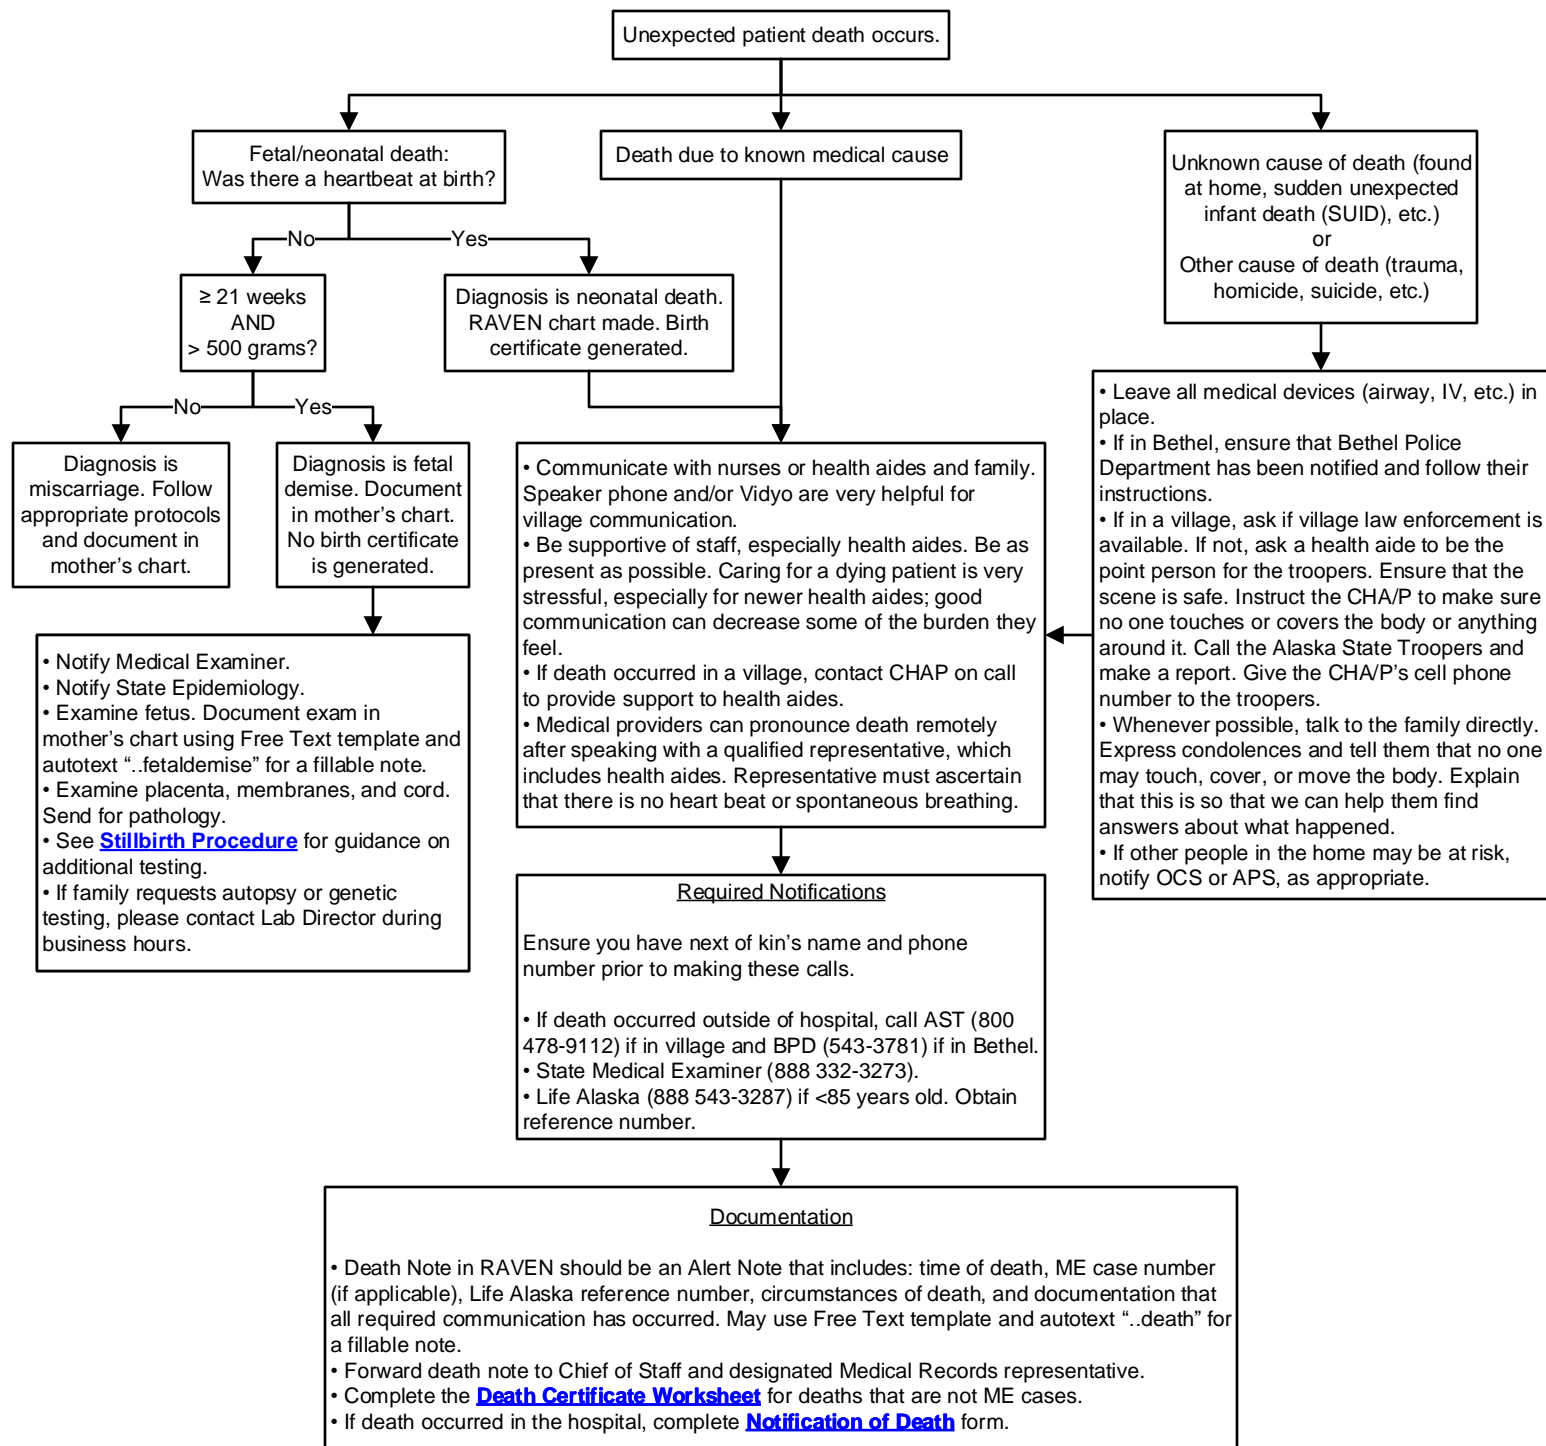 Unexpected patient death occurs.
Fetal/neonatal death:
Was there a heartbeat at birth?
Death due to known medical cause
Unknown cause of death (found
at home, sudden unexpected
infant death (SUID), etc.)
or
Other cause of death (trauma,
homicide, suicide, etc.)
No
Yes
≥ 21 weeks
AND
> 500 grams?
Diagnosis is neonatal death.
RAVEN chart made. Birth
certificate generated.
No
Yes
Diagnosis is
miscarriage. Follow
appropriate protocols
and document in
mother's chart.
Diagnosis is fetal
demise. Document
in mother's chart.
No birth certificate
is generated.
• Notify Medical Examiner.
• Notify State Epidemiology.
• Examine fetus. Document exam in
mother's chart using Free Text template and
autotext "..fetaldemise" for a fillable note.
• Examine placenta, membranes, and cord.
Send for pathology.
• See Stillbirth Procedure for guidance on
additional testing.
• If family requests autopsy or genetic
testing, please contact Lab Director during
business hours.
• Communicate with nurses or health aides and family.
Speaker phone and/or Vidyo are very helpful for
village communication.
• Be supportive of staff, especially health aides. Be as
present as possible. Caring for a dying patient is very
stressful, especially for newer health aides; good
communication can decrease some of the burden they
feel.
• If death occurred in a village, contact CHAP on call
to provide support to health aides.
• Medical providers can pronounce death remotely
after speaking with a qualified representative, which
includes health aides. Representative must ascertain
that there is no heart beat or spontaneous breathing.
• Leave all medical devices (airway, IV, etc.) in
place.
• If in Bethel, ensure that Bethel Police
Department has been notified and follow their
instructions.
• If in a village, ask if village law enforcement is
available. If not, ask a health aide to be the
point person for the troopers. Ensure that the
scene is safe. Instruct the CHA/P to make sure
no one touches or covers the body or anything
around it. Call the Alaska State Troopers and
make a report. Give the CHA/P's cell phone
number to the troopers.
• Whenever possible, talk to the family directly.
Express condolences and tell them that no one
may touch, cover, or move the body. Explain
that this is so that we can help them find
answers about what happened.
• If other people in the home may be at risk,
notify OCS or APS, as appropriate.
Required Notifications
Ensure you have next of kin's name and phone
number prior to making these calls.
• If death occurred outside of hospital, call AST (800
478-9112) if in village and BPD (543-3781) if in Bethel.
• State Medical Examiner (888 332-3273).
• Life Alaska (888 543-3287) if <85 years old. Obtain
reference number.
Documentation
• Death Note in RAVEN should be an Alert Note that includes: time of death, ME case number
(if applicable), Life Alaska reference number, circumstances of death, and documentation that
all required communication has occurred. May use Free Text template and autotext "..death" for
a fillable note.
• Forward death note to Chief of Staff and designated Medical Records representative.
• Complete the Death Certificate Worksheet for deaths that are not ME cases.
• If death occurred in the hospital, complete Notification of Death form.